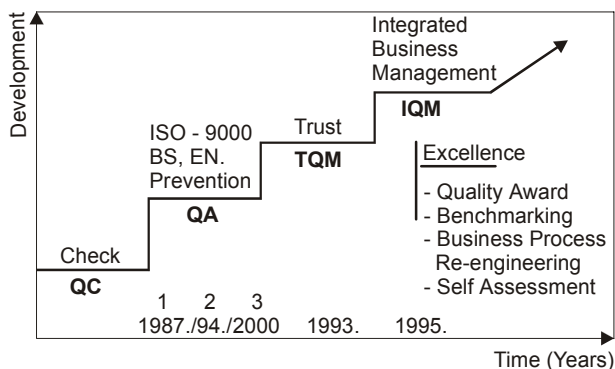 Development
Integrated
Business
Management
IQM
ISO - 9000
BS, EN.
Prevention
QA
Trust
TQM
Excellence
- Quality Award
- Benchmarking
- Business Process
Re-engineering
- Self Assessment
Check
QC
1 2 3
1987./94./2000 1993. 1995.
Time (Years)